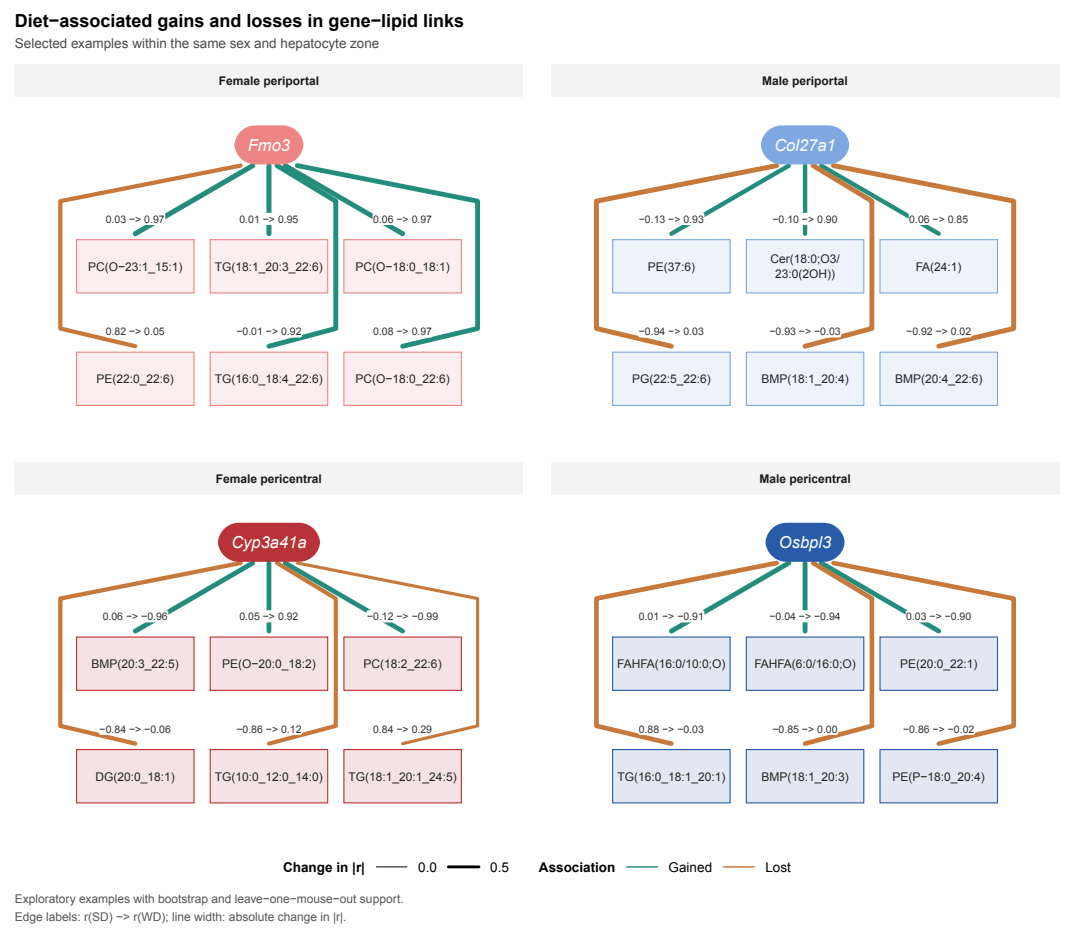 Diet−associated gains and losses in gene−lipid links
Selected examples within the same sex and hepatocyte zone
Female periportal
Fmo3
0.03 −> 0.97
0.01 −> 0.95
0.06 −> 0.97
PC(O−23:1_15:1)
TG(18:1_20:3_22:6)
PC(O−18:0_18:1)
0.82 −> 0.05
−0.01 −> 0.92
0.08 −> 0.97
PE(22:0_22:6)
TG(16:0_18:4_22:6)
PC(O−18:0_22:6)
Male periportal
Col27a1
−0.13 −> 0.93
−0.10 −> 0.90
0.06 −> 0.85
PE(37:6)
Cer(18:0;O3/
23:0(2OH))
FA(24:1)
−0.94 −> 0.03
−0.93 −> −0.03
−0.92 −> 0.02
PG(22:5_22:6)
BMP(18:1_20:4)
BMP(20:4_22:6)
Female pericentral
Cyp3a41a
0.06 −> −0.96
0.05 −> 0.92
−0.12 −> −0.99
BMP(20:3_22:5)
PE(O−20:0_18:2)
PC(18:2_22:6)
−0.84 −> −0.06
−0.86 −> 0.12
0.84 −> 0.29
DG(20:0_18:1)
TG(10:0_12:0_14:0)
TG(18:1_20:1_24:5)
Male pericentral
Osbpl3
0.01 −> −0.91
−0.04 −> −0.94
0.03 −> −0.90
FAHFA(16:0/10:0;O)
FAHFA(6:0/16:0;O)
PE(20:0_22:1)
0.88 −> −0.03
−0.85 −> 0.00
−0.86 −> −0.02
TG(16:0_18:1_20:1)
BMP(18:1_20:3)
PE(P−18:0_20:4)
Change in |r| 0.0 0.5 Association Gained Lost
Exploratory examples with bootstrap and leave−one−mouse−out support.
Edge labels: r(SD) −> r(WD); line width: absolute change in |r|.